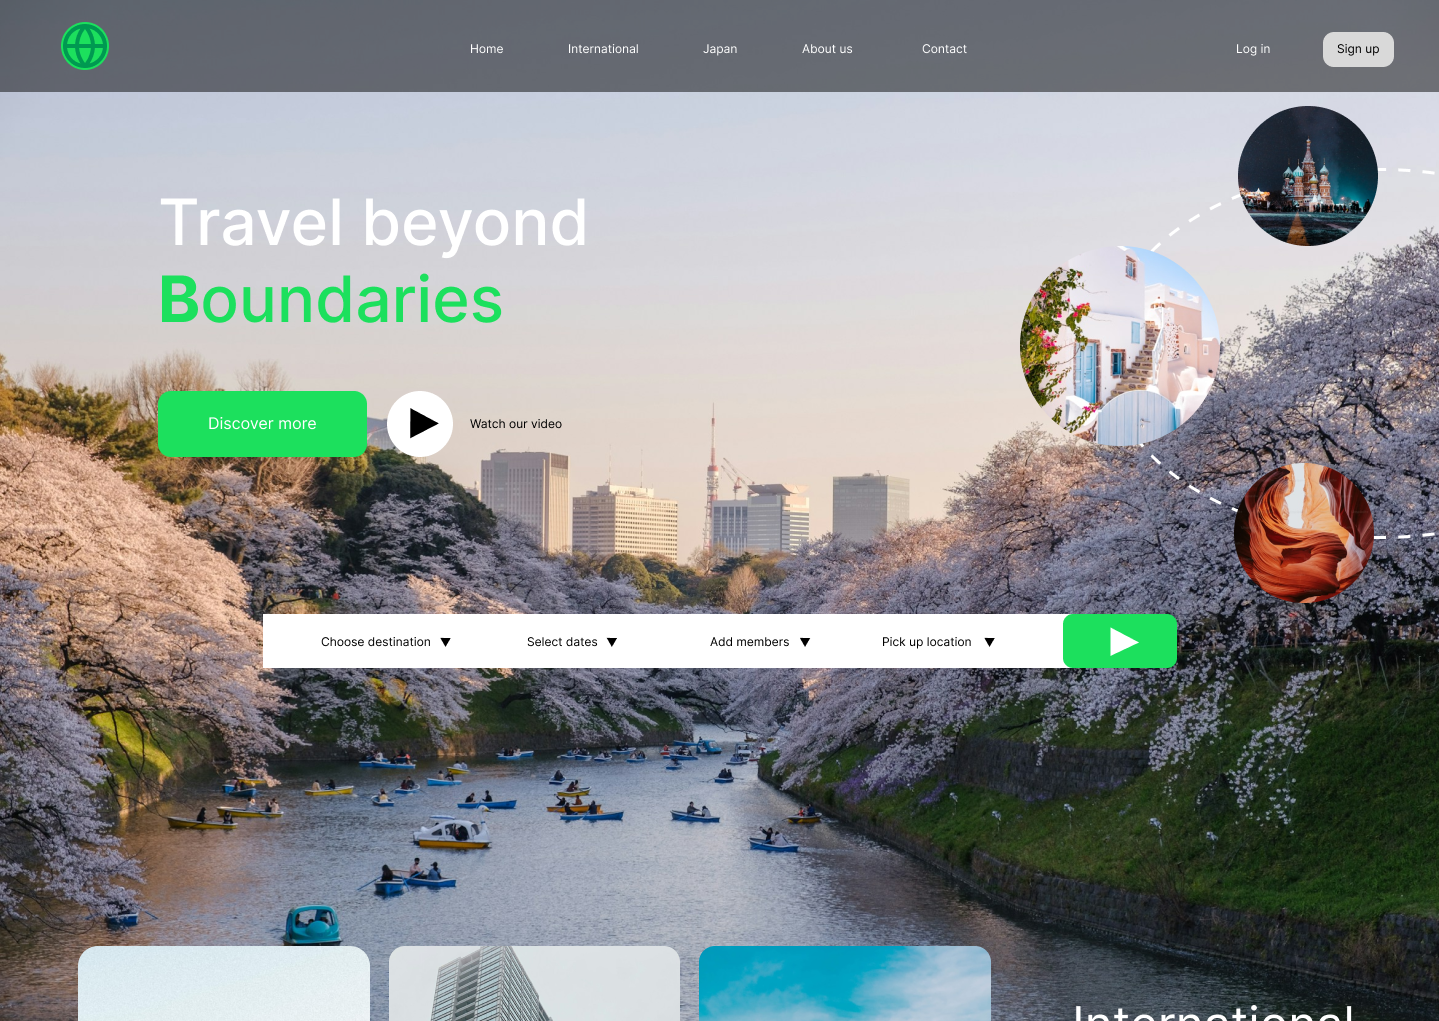 Home International Japan About us Contact Log in Sign up
Travel beyond
Boundaries
Discover more Watch our video
Choose destination Select dates Add members Pick up location
International